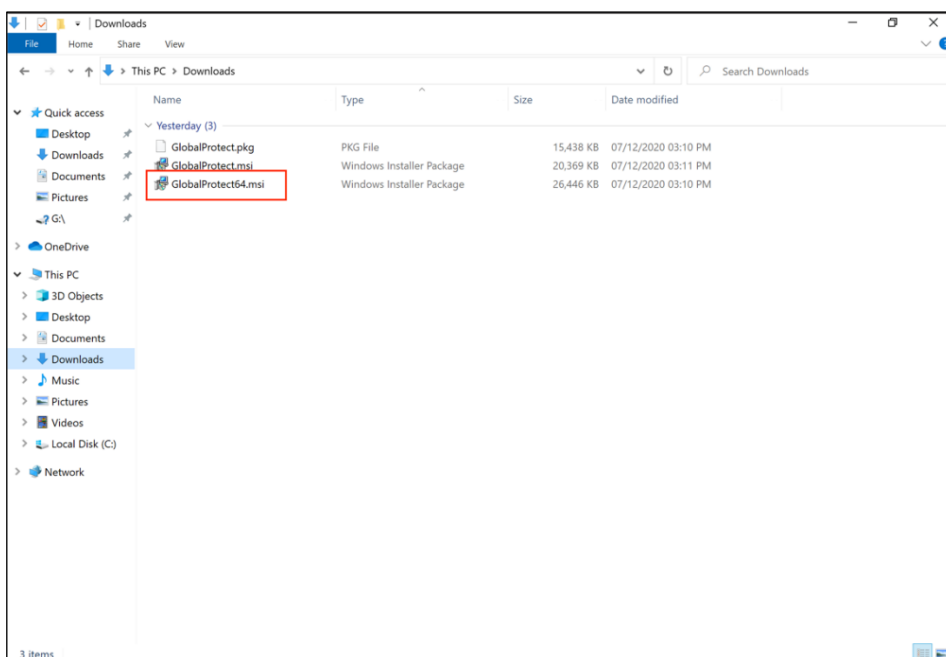 Downloads
File Home Share View
This PC > Downloads
Search Downloads
Name Type Size Date modified
Quick access
Yesterday (3)
Desktop
GlobalProtect.pkg PKG File 15,438 KB 07/12/2020 03:10 PM
Downloads
GlobalProtect.msi Windows Installer Package 20,369 KB 07/12/2020 03:11 PM
Documents
GlobalProtect64.msi Windows Installer Package 26,446 KB 07/12/2020 03:10 PM
Pictures
G:\
OneDrive
This PC
3D Objects
Desktop
Documents
Downloads
Music
Pictures
Videos
Local Disk (C:)
Network
3 items